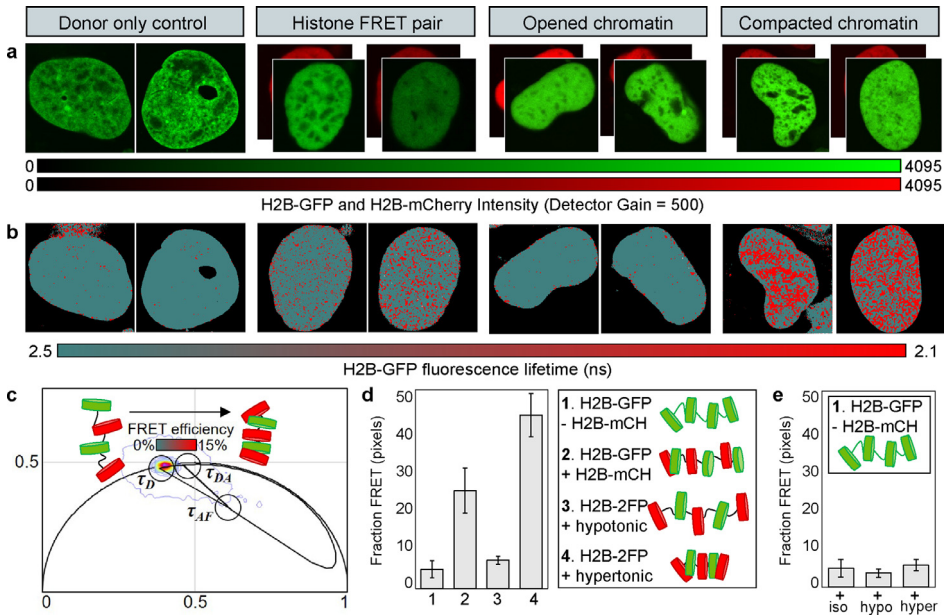 Donor only control
Histone FRET pair
Opened chromatin
Compacted chromatin
a
0
4095
0
4095
H2B-GFP and H2B-mCherry Intensity (Detector Gain = 500)
b
2.5
2.1
H2B-GFP fluorescence lifetime (ns)
c
FRET efficiency
0%
15%
0.5
τD
τDA
τAF
0
0.5
1
d
Fraction FRET (pixels)
50
40
30
20
10
0
1
2
3
4
1. H2B-GFP
- H2B-mCH
2. H2B-GFP
+ H2B-mCH
3. H2B-2FP
+ hypotonic
4. H2B-2FP
+ hypertonic
e
1. H2B-GFP
- H2B-mCH
Fraction FRET (pixels)
50
40
30
20
10
0
+ + +
iso hypo hyper